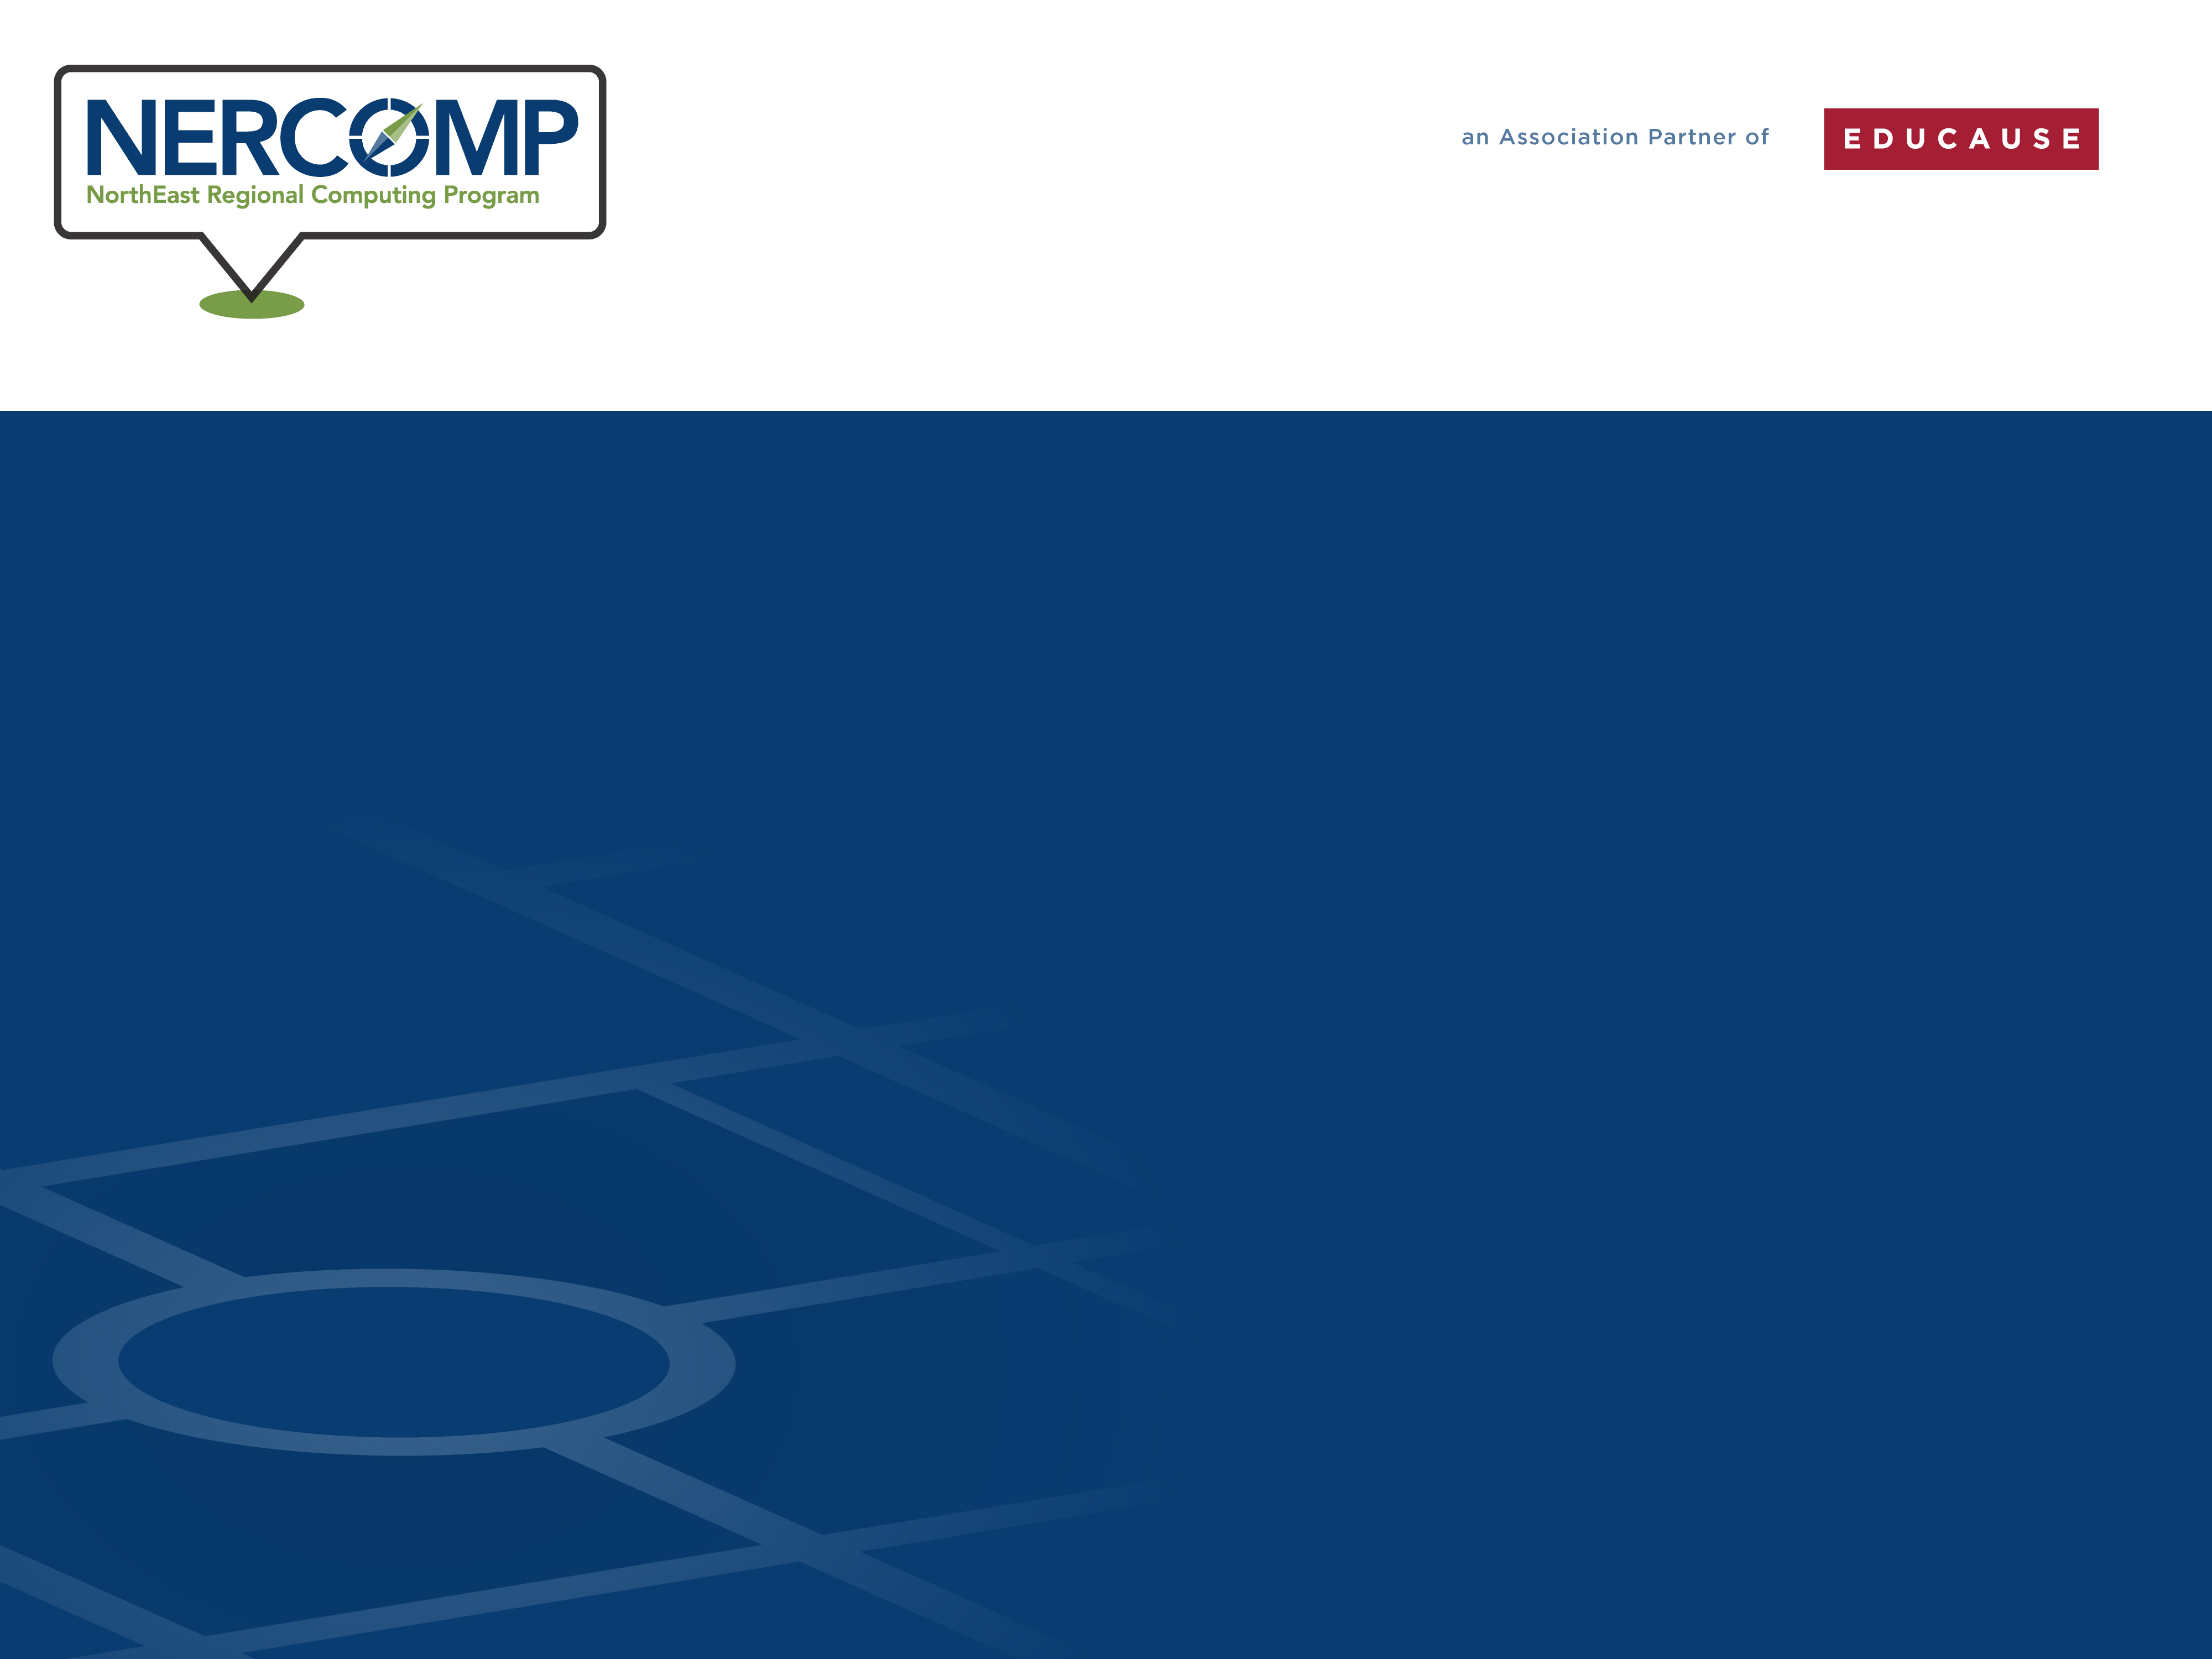 NERCOMP
NorthEast Regional Computing Program
an Association Partner of
EDUCAUSE